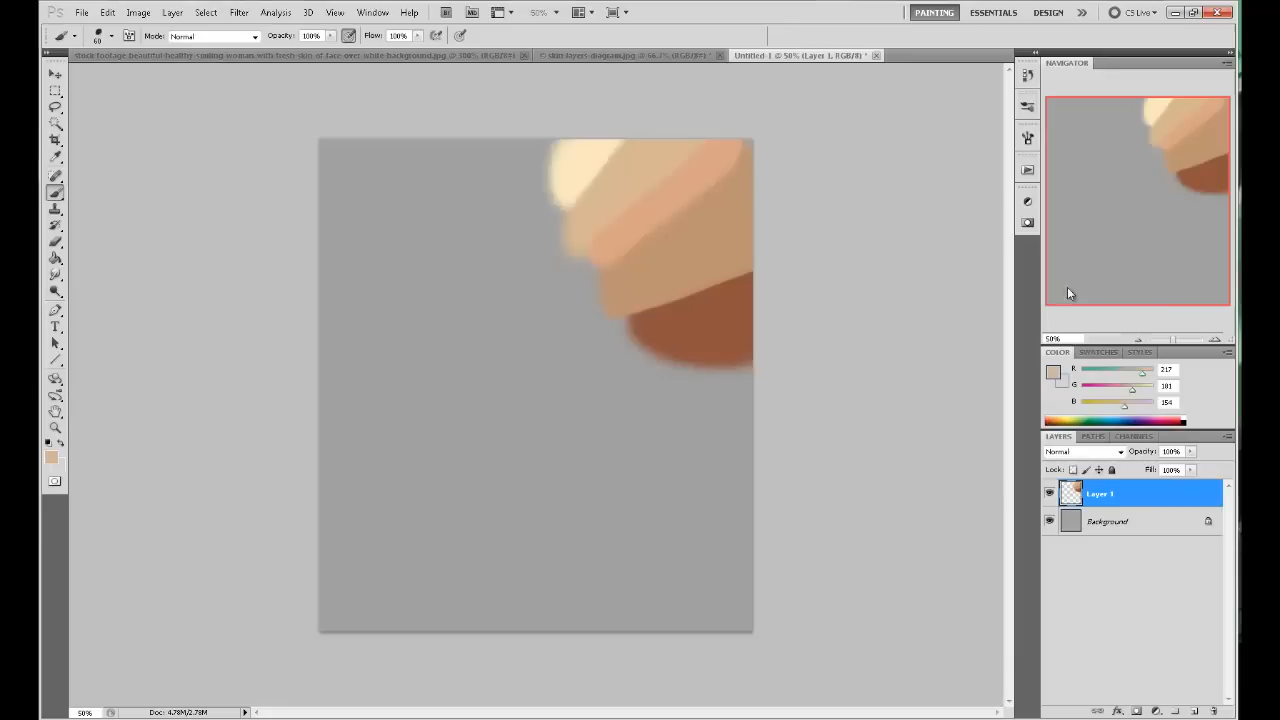 Ps File Edit Image Layer Select Filter Analysis 3D View Window Help Br Mb 50% PAINTING ESSENTIALS DESIGN CS Live
60 Mode: Normal Opacity: 100% Flow: 100%
stock-footage-beautiful-healthy-smiling-woman-with-fresh-skin-of-face-over-white-background.jpg @ 100% (RGB/8#) © skin layers-diagram.jpg @ 66.7% (RGB/8#) * Untitled-1 @ 50% (Layer 1, RGB/8) *
NAVIGATOR
50%
COLOR SWATCHES STYLES
R 217
G 181
B 154
LAYERS PATHS CHANNELS
Normal Opacity: 100%
Lock: Fill: 100%
Layer 1
Background
50% Doc: 4.78M/2.78M